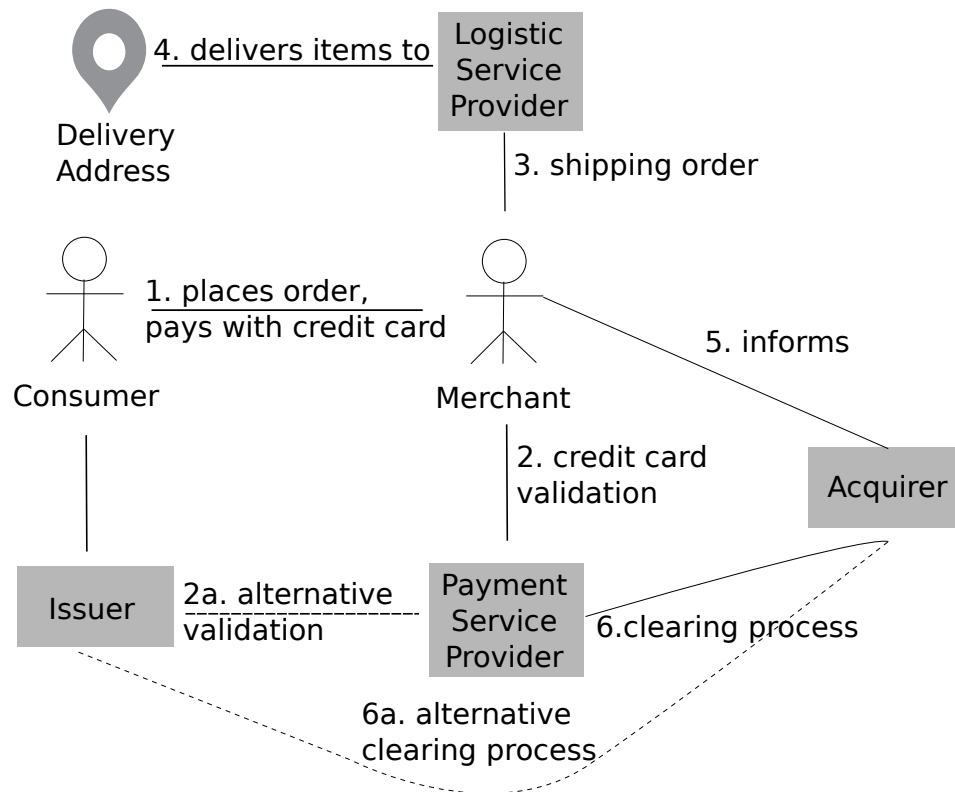 4. delivers items to
Logistic
Service
Provider
Delivery
Address
3. shipping order
1. places order,
pays with credit card
5. informs
Consumer
Merchant
2. credit card
validation
Acquirer
Issuer
2a. alternative
validation
Payment
Service
Provider
6.clearing process
6a. alternative
clearing process